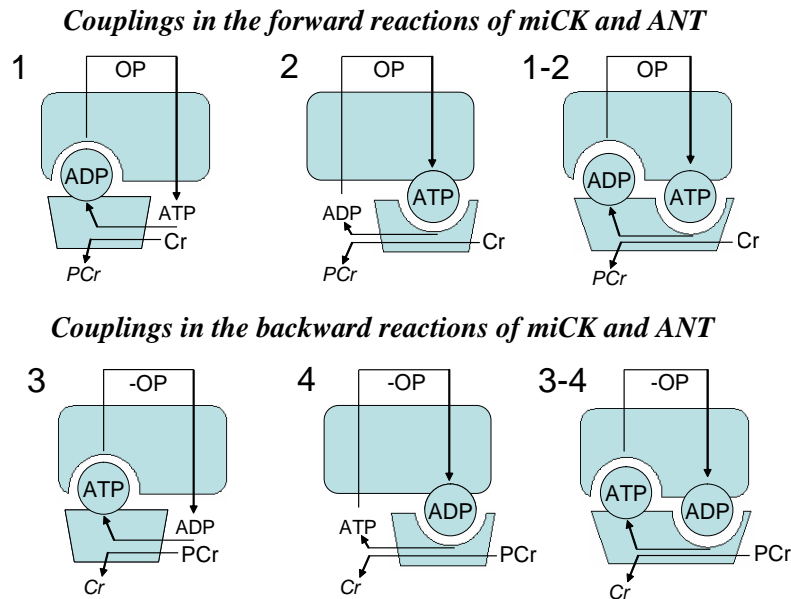 Couplings in the forward reactions of miCK and ANT
1 OP 2 OP 1-2 OP
ADP ATP ADP ATP
ATP ADP
Cr Cr Cr
PCr PCr PCr
Couplings in the backward reactions of miCK and ANT
3 -OP 4 -OP 3-4 -OP
ATP ADP ATP ADP
ADP ATP
PCr PCr PCr
Cr Cr Cr